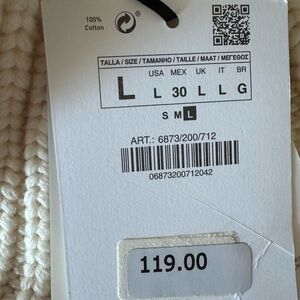 100%
Cotton
TALLA / SIZE / TAMANHO / TAILLE / MAAT / ΜΕΓΕΘΟΣ
USA MEX UK IT BR
L L 30 L L G
S M L
ART.: 6873/200/712
06873200712042
119.00